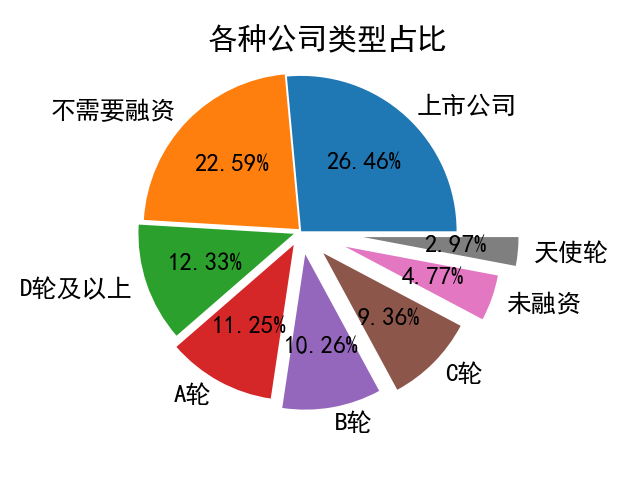 各种公司类型占比
上市公司
26.46%
不需要融资
22.59%
D轮及以上
12.33%
A轮
11.25%
B轮
10.26%
C轮
9.36%
未融资
4.77%
天使轮
2.97%